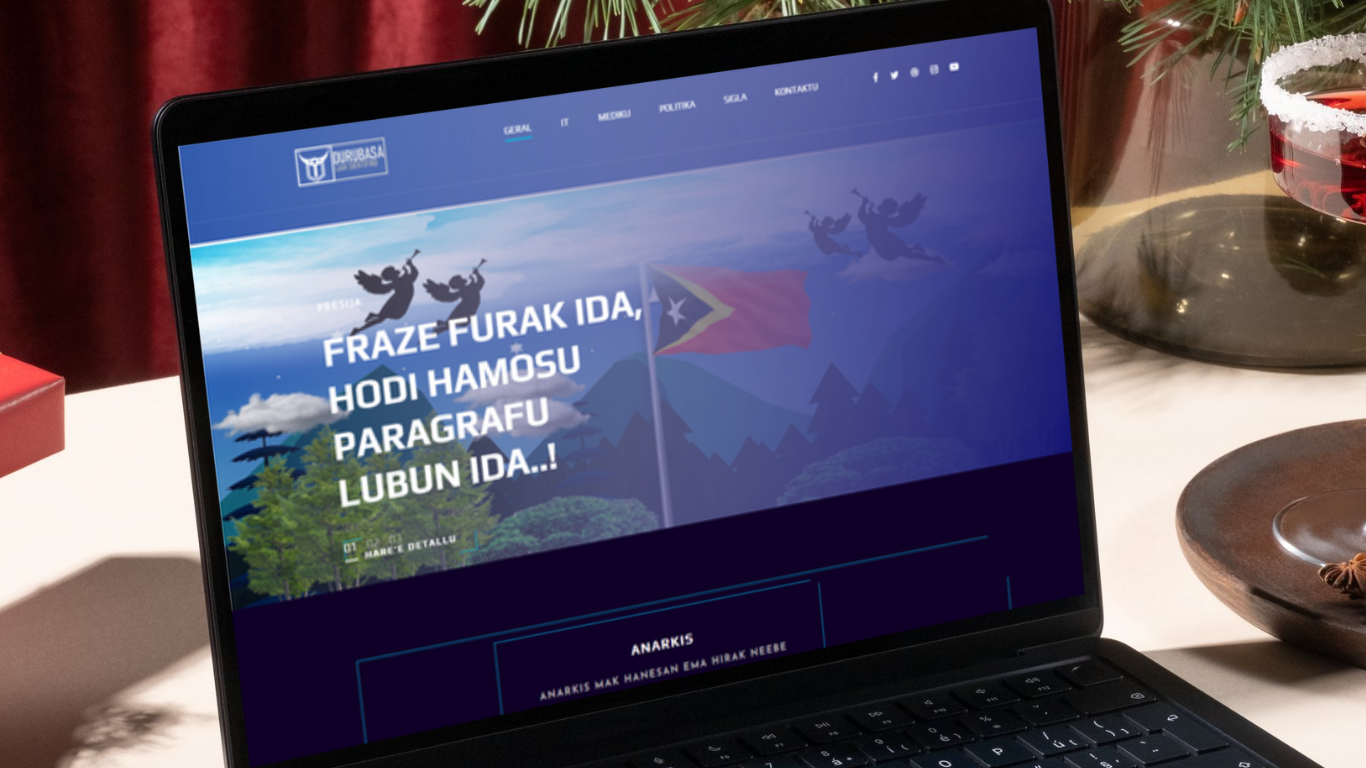 DURUBASA
GERAL
IT
MEDIKU
POLITIKA
SIGLA
KONTAKTU
PRESIJA
FRAZE FURAK IDA,
HODI HAMOSU
PARAGRAFU
LUBUN IDA..!
01 02 03
HARE'E DETALLU
ANARKIS
ANARKIS MAK HANESAN EMA HIRAK NEEBE